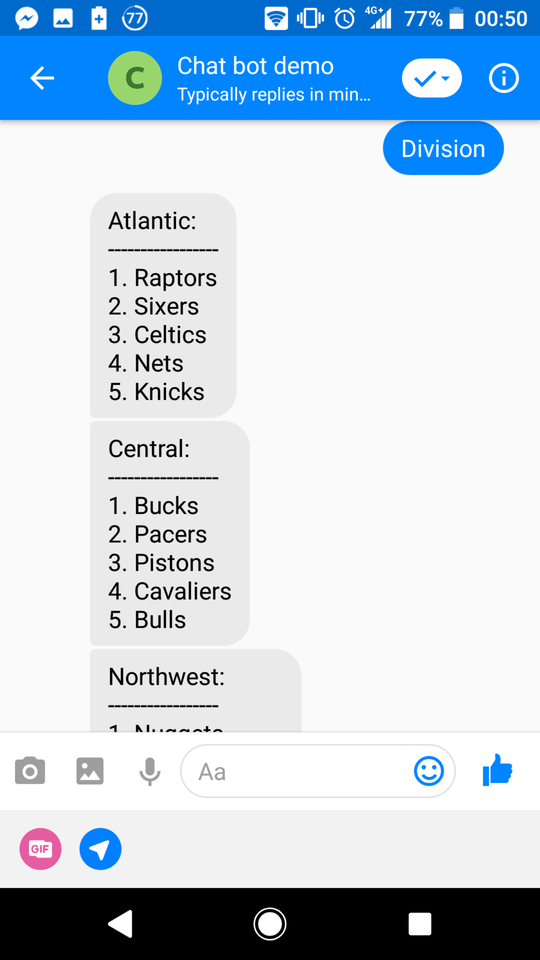 77
4G+
77%
00:50
C
Chat bot demo
Typically replies in min...
Division
Atlantic:
-----------------
1. Raptors
2. Sixers
3. Celtics
4. Nets
5. Knicks
Central:
-----------------
1. Bucks
2. Pacers
3. Pistons
4. Cavaliers
5. Bulls
Northwest:
-----------------
1. Nuggets
Aa
GIF